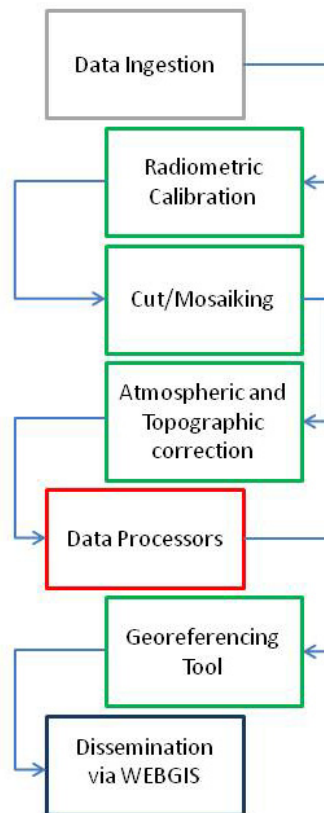 Data Ingestion
Radiometric
Calibration
Cut/Mosaiking
Atmospheric and
Topographic
correction
Data Processors
Georeferencing
Tool
Dissemination
via WEBGIS